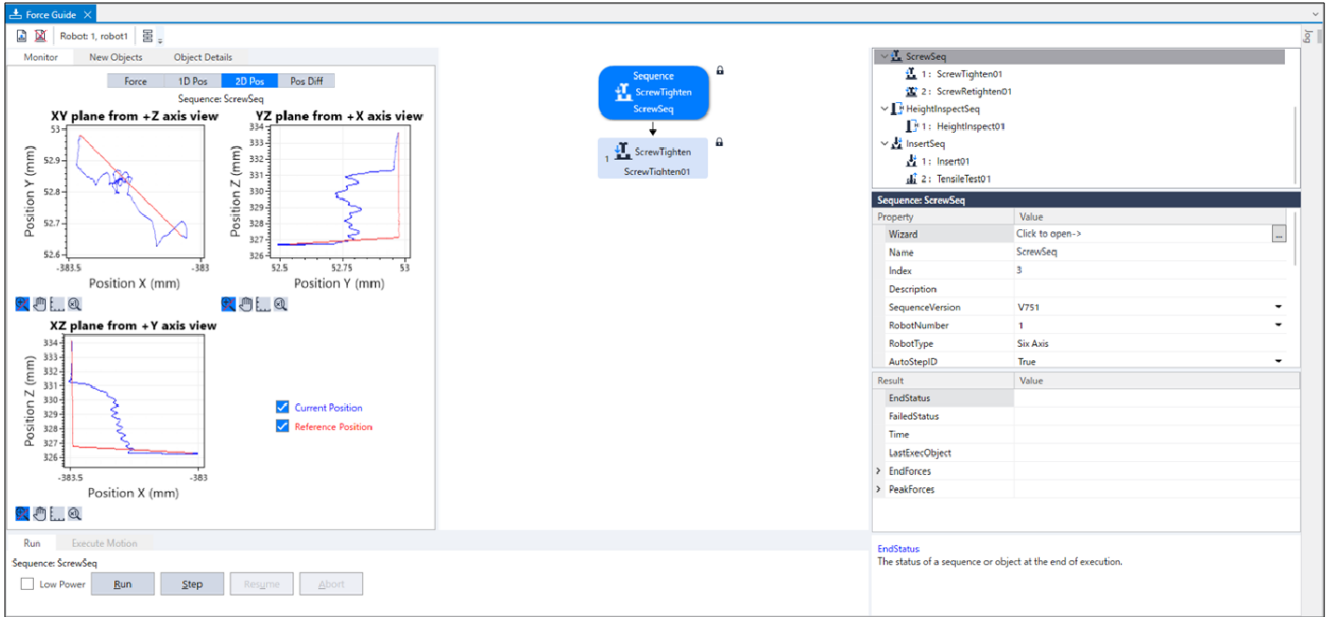 Force Guide
Robot: 1, robot1
Jog
Monitor New Objects Object Details
Force 1D Pos 2D Pos Pos Diff
Sequence: ScrewSeq
XY plane from +Z axis view
53
52.9
52.8
52.7
52.6
-383.5 -383
Position Y (mm)
Position X (mm)
YZ plane from +X axis view
334
333
332
331
330
329
328
327
326
52.5 52.75 53
Position Z (mm)
Position Y (mm)
XZ plane from +Y axis view
334
333
332
331
330
329
328
327
326
-383.5 -383
Position Z (mm)
Position X (mm)
Current Position
Reference Position
Run Execute Motion
Sequence: ScrewSeq
Low Power Run Step Resume Abort
Sequence
ScrewTighten
ScrewSeq
1 ScrewTighten
ScrewTighten01
ScrewSeq
1 : ScrewTighten01
2 : ScrewRetighten01
HeightInspectSeq
1 : HeightInspect01
InsertSeq
1 : Insert01
2 : TensileTest01
Sequence: ScrewSeq
Property Value
Wizard Click to open-> ...
Name ScrewSeq
Index 3
Description
SequenceVersion V751
RobotNumber 1
RobotType Six Axis
AutoStepID True
Result Value
EndStatus
FailedStatus
Time
LastExecObject
EndForces
PeakForces
EndStatus
The status of a sequence or object at the end of execution.